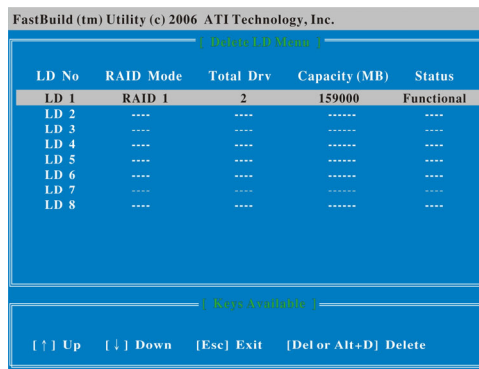 FastBuild (tm) Utility (c) 2006 ATI Technology, Inc.
[ Delete LD Menu ]
LD No RAID Mode Total Drv Capacity (MB) Status
LD 1 RAID 1 2 159000 Functional
LD 2 ---- ---- ------ ----
LD 3 ---- ---- ------ ----
LD 4 ---- ---- ------ ----
LD 5 ---- ---- ------ ----
LD 6 ---- ---- ------ ----
LD 7 ---- ---- ------ ----
LD 8 ---- ---- ------ ----
[ Keys Available ]
[↑] Up [↓] Down [Esc] Exit [Del or Alt+D] Delete